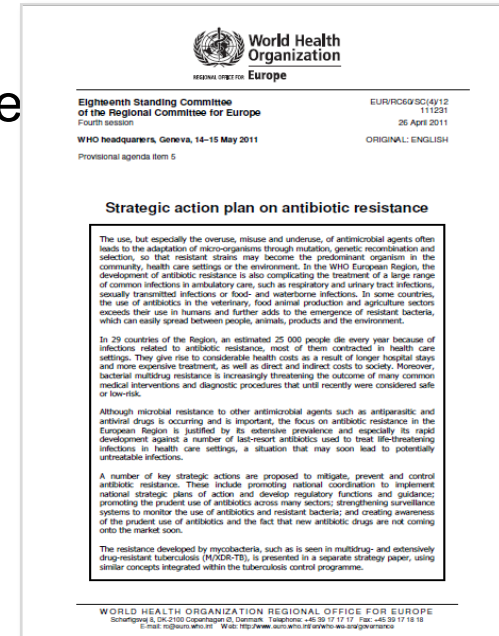 e
World Health
Organization
REGIONAL OFFICE FOR Europe
Eighteenth Standing Committee
of the Regional Committee for Europe
Fourth session
EUR/RC60/SC(4)/12
111231
26 April 2011
WHO headquarters, Geneva, 14–15 May 2011
ORIGINAL: ENGLISH
Provisional agenda item 5
Strategic action plan on antibiotic resistance
The use, but especially the overuse, misuse and underuse, of antimicrobial agents often
leads to the adaptation of micro-organisms through mutation, genetic recombination and
selection, so that resistant strains may become the predominant organism in the
community, health care settings or the environment. In the WHO European Region, the
development of antibiotic resistance is also complicating the treatment of a large range
of common infections in ambulatory care, such as respiratory and urinary tract infections,
sexually transmitted infections or food- and waterborne infections. In some countries,
the use of antibiotics in the veterinary, food animal production and agriculture sectors
exceeds their use in humans and further adds to the emergence of resistant bacteria,
which can easily spread between people, animals, products and the environment.
In 29 countries of the Region, an estimated 25 000 people die every year because of
infections related to antibiotic resistance, most of them contracted in health care
settings. They give rise to considerable health costs as a result of longer hospital stays
and more expensive treatment, as well as direct and indirect costs to society. Moreover,
bacterial multidrug resistance is increasingly threatening the outcome of many common
medical interventions and diagnostic procedures that until recently were considered safe
or low-risk.
Although microbial resistance to other antimicrobial agents such as antiparasitic and
antiviral drugs is occurring and is important, the focus on antibiotic resistance in the
European Region is justified by its extensive prevalence and especially its rapid
development against a number of last-resort antibiotics used to treat life-threatening
infections in health care settings, a situation that may soon lead to potentially
untreatable infections.
A number of key strategic actions are proposed to mitigate, prevent and control
antibiotic resistance. These include promoting national coordination to implement
national strategic plans of action and develop regulatory functions and guidance;
promoting the prudent use of antibiotics across many sectors; strengthening surveillance
systems to monitor the use of antibiotics and resistant bacteria; and creating awareness
of the prudent use of antibiotics and the fact that new antibiotic drugs are not coming
onto the market soon.
The resistance developed by mycobacteria, such as is seen in multidrug- and extensively
drug-resistant tuberculosis (M/XDR-TB), is presented in a separate strategy paper, using
similar concepts integrated within the tuberculosis control programme.
WORLD HEALTH ORGANIZATION REGIONAL OFFICE FOR EUROPE
Scherfigsvej 8, DK-2100 Copenhagen Ø, Denmark Telephone: +45 39 17 17 17 Fax: +45 39 17 18 18